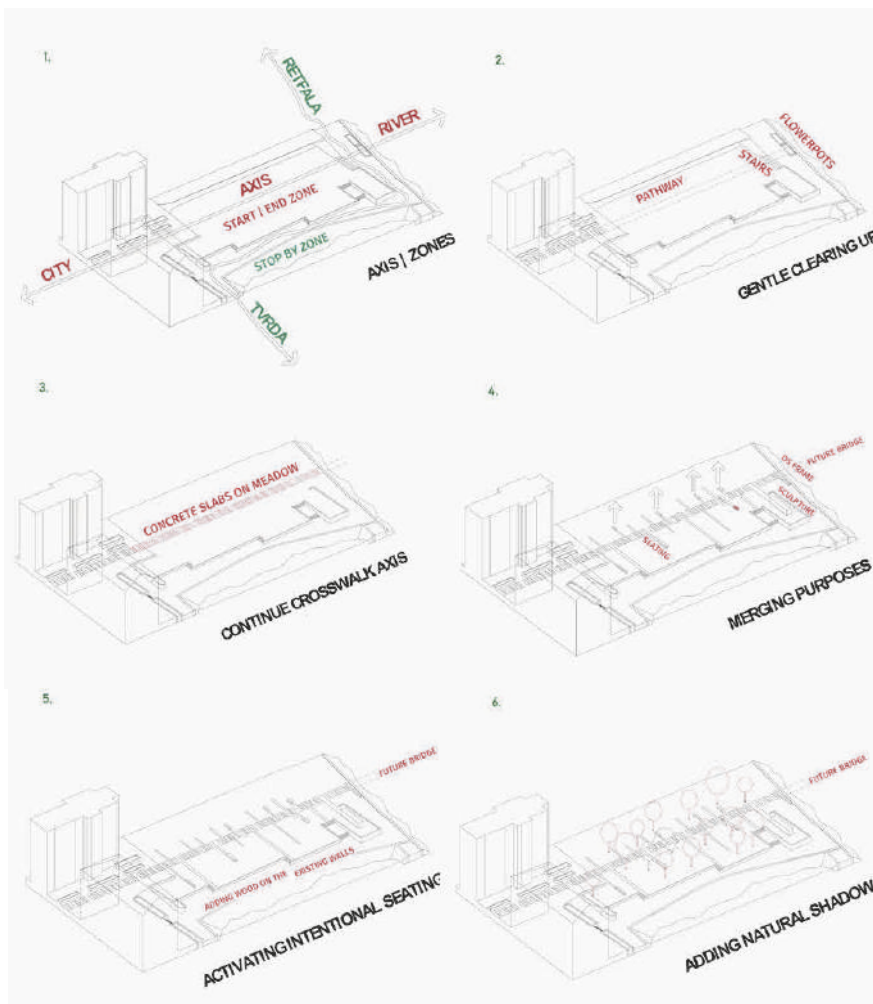 1.
RETFALA
RIVER
AXIS
START | END ZONE
STOP BY ZONE
CITY
TVRDA
AXIS | ZONES
2.
FLOWERPOTS
STAIRS
PATHWAY
GENTLE CLEARING UP
3.
CONCRETE SLABS ON MEADOW
CONTINUE CROSSWALK AXIS
4.
FUTURE BRIDGE
OS FRAME
SCULPTURE
SEATING
MERGING PURPOSES
5.
FUTURE BRIDGE
ADDING WOOD ON THE EXISTING WALLS
ACTIVATING INTENTIONAL SEATING
6.
FUTURE BRIDGE
ADDING NATURAL SHADOW